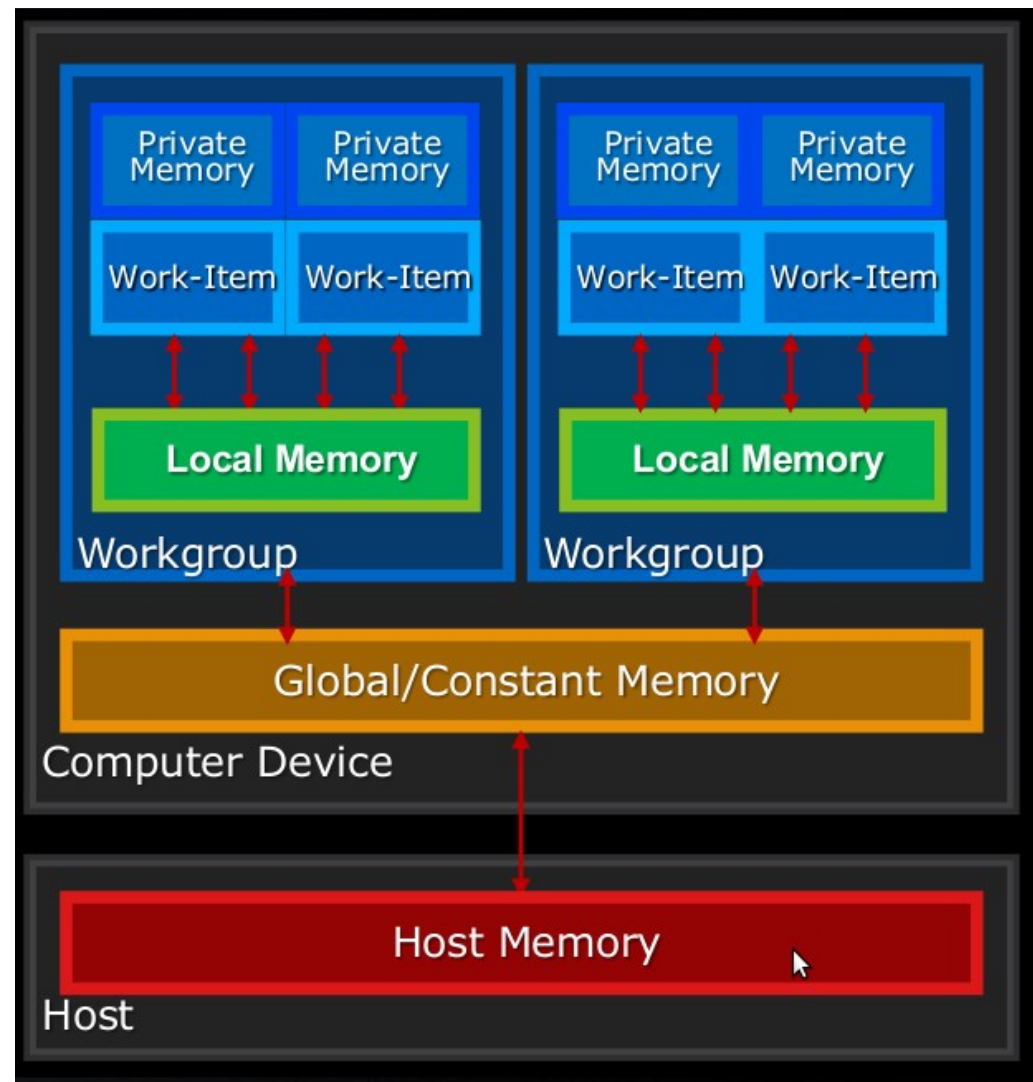 Private
Memory
Private
Memory
Private
Memory
Private
Memory
Work-Item
Work-Item
Work-Item
Work-Item
Local Memory
Local Memory
Workgroup
Workgroup
Global/Constant Memory
Computer Device
Host Memory
Host